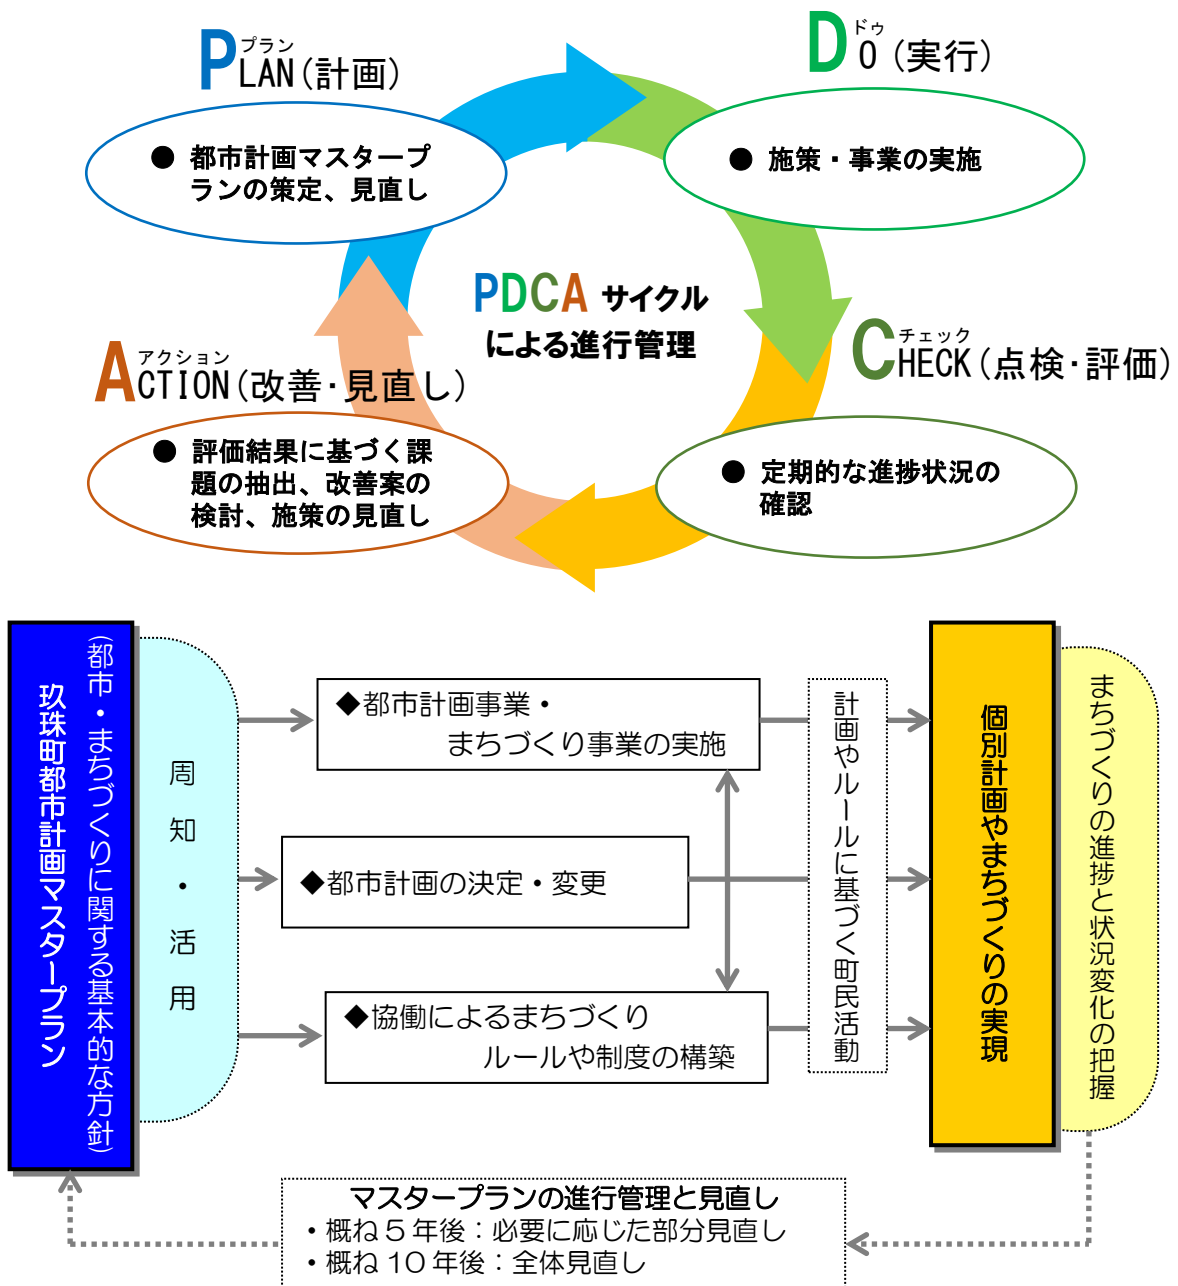 プラン
PLAN(計画)
ドゥ
DO(実行)
● 都市計画マスタープ
ランの策定、見直し
● 施策・事業の実施
PDCA サイクル
による進行管理
アクション
ACTION(改善・見直し)
チェック
CHECK(点検・評価)
● 評価結果に基づく課
題の抽出、改善案の
検討、施策の見直し
● 定期的な進捗状況の
確認
玖珠町都市計画マスタープラン
(都市・まちづくりに関する基本的な方針)
周知・活用
◆都市計画事業・
まちづくり事業の実施
◆都市計画の決定・変更
◆協働によるまちづくり
ルールや制度の構築
計画やルールに基づく町民活動
個別計画やまちづくりの実現
まちづくりの進捗と状況変化の把握
マスタープランの進行管理と見直し
・概ね5年後：必要に応じた部分見直し
・概ね10年後：全体見直し